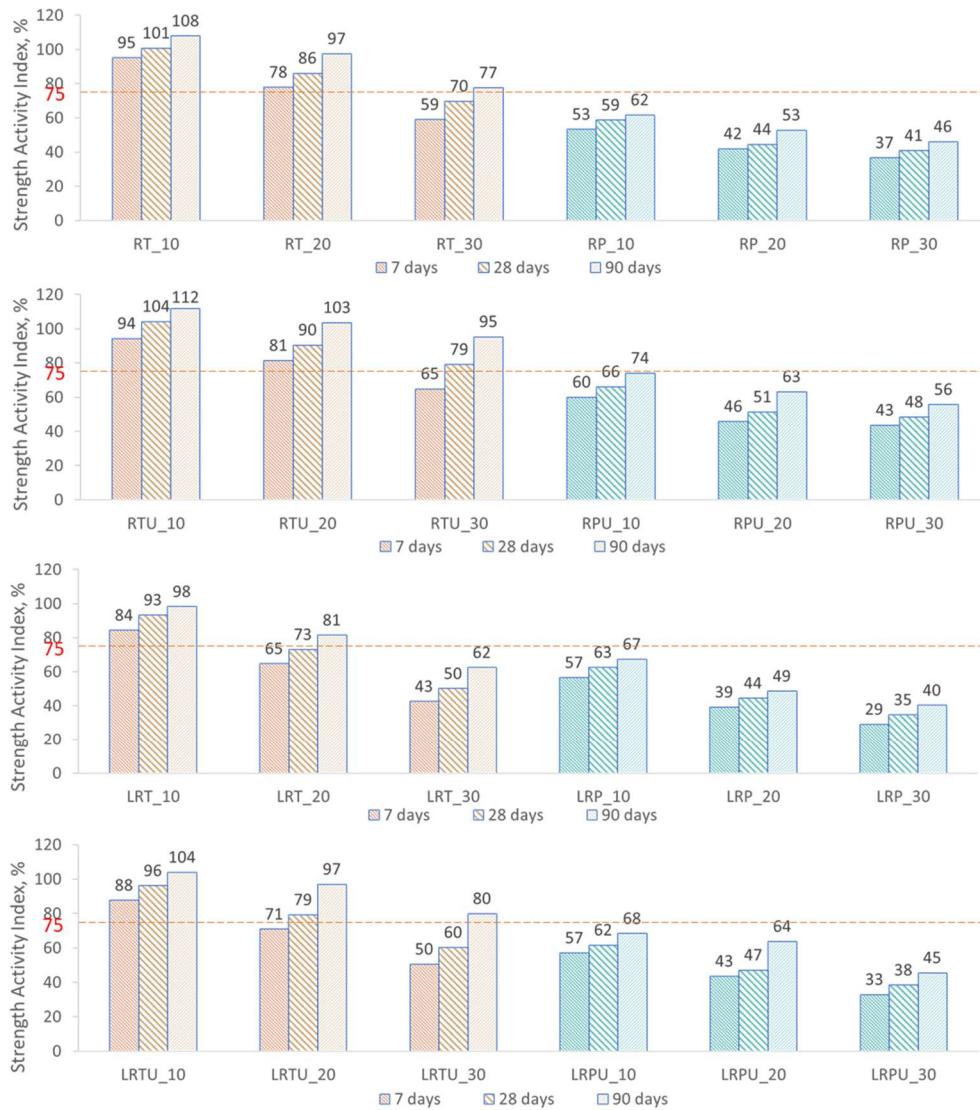 Strength Activity Index, %
120
100
80
75
60
40
20
0
95 101 108
78 86 97
59 70 77
53 59 62
42 44 53
37 41 46
RT_10 RT_20 RT_30 RP_10 RP_20 RP_30
7 days 28 days 90 days
Strength Activity Index, %
120
100
80
75
60
40
20
0
94 104 112
81 90 103
65 79 95
60 66 74
46 51 63
43 48 56
RTU_10 RTU_20 RTU_30 RPU_10 RPU_20 RPU_30
7 days 28 days 90 days
Strength Activity Index, %
120
100
80
75
60
40
20
0
84 93 98
65 73 81
43 50 62
57 63 67
39 44 49
29 35 40
LRT_10 LRT_20 LRT_30 LRP_10 LRP_20 LRP_30
7 days 28 days 90 days
Strength Activity Index, %
120
100
80
75
60
40
20
0
88 96 104
71 79 97
50 60 80
57 62 68
43 47 64
33 38 45
LRTU_10 LRTU_20 LRTU_30 LRPU_10 LRPU_20 LRPU_30
7 days 28 days 90 days